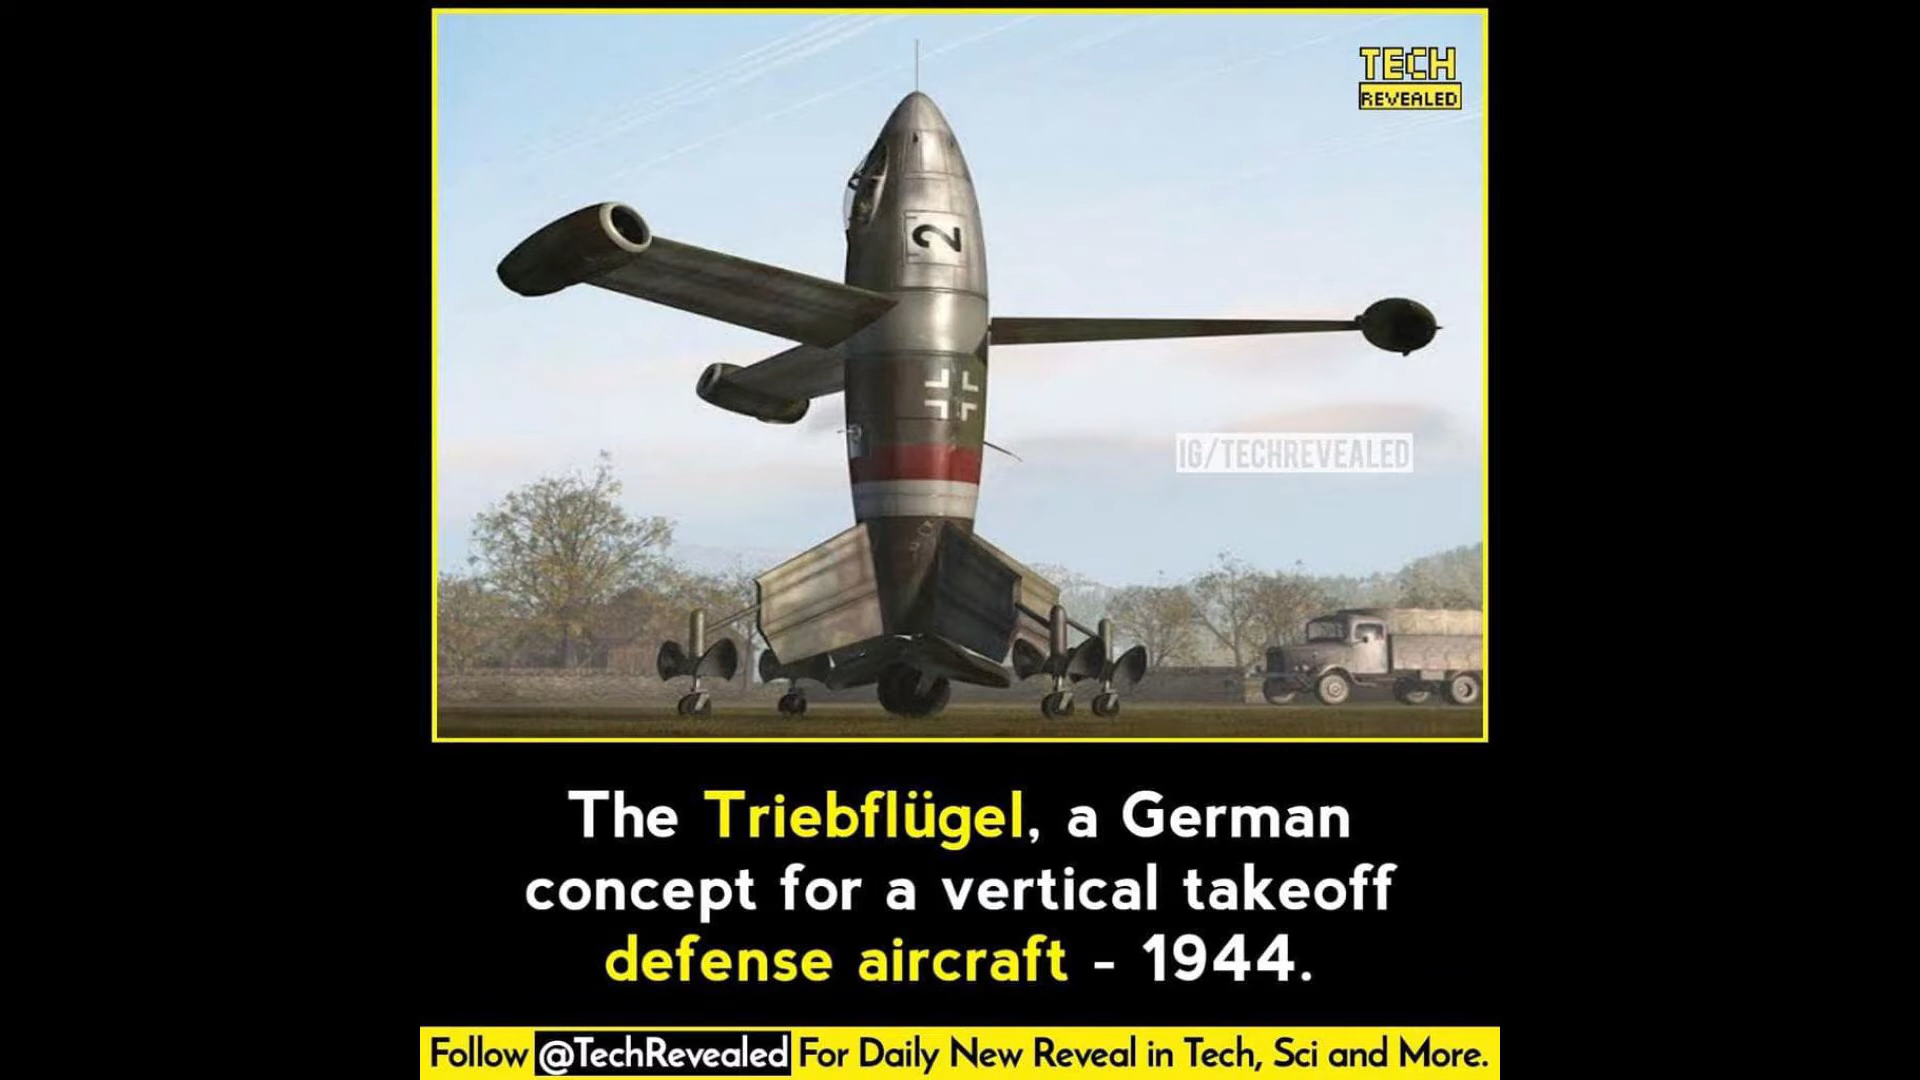 TECH
REVEALED
2
IG/TECHREVEALED
The Triebflügel, a German
concept for a vertical takeoff
defense aircraft - 1944.
Follow @TechRevealed For Daily New Reveal in Tech, Sci and More.